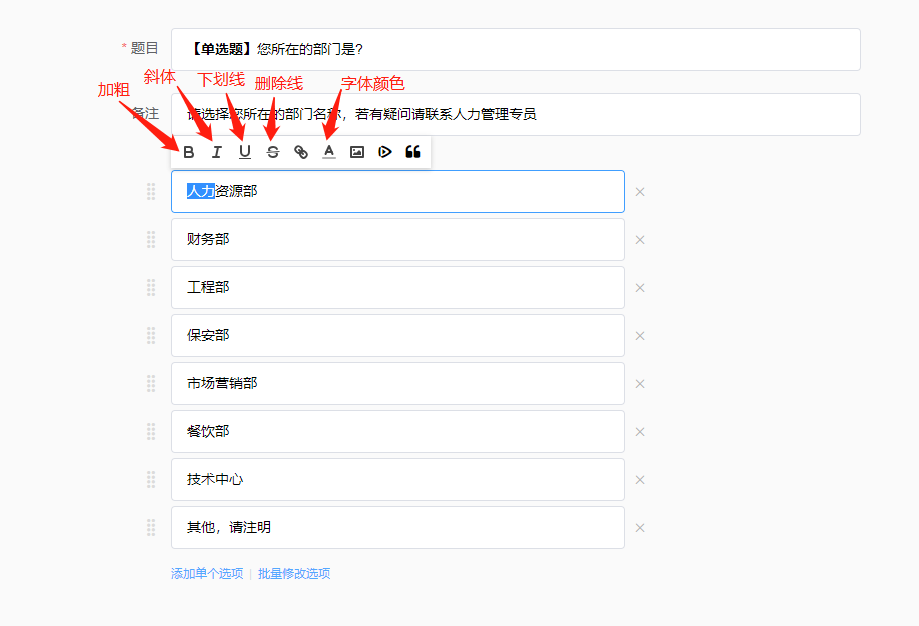 * 题目
【单选题】您所在的部门是?
加粗
斜体
下划线
删除线
字体颜色
备注
请选择您所在的部门名称，若有疑问请联系人力管理专员
B I U S A
人力资源部
财务部
工程部
保安部
市场营销部
餐饮部
技术中心
其他，请注明
添加单个选项 | 批量修改选项